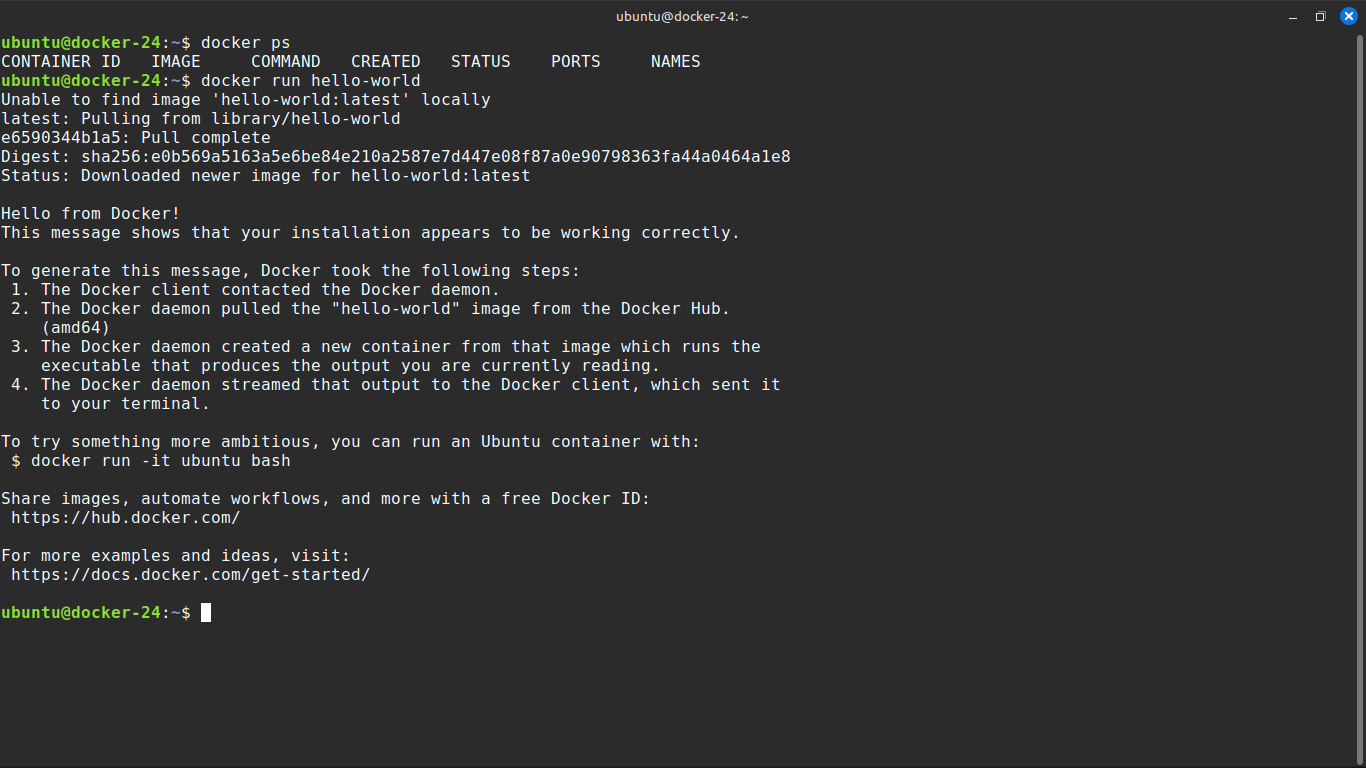 ubuntu@docker-24: ~
ubuntu@docker-24:~$ docker ps
CONTAINER ID   IMAGE     COMMAND   CREATED   STATUS    PORTS     NAMES
ubuntu@docker-24:~$ docker run hello-world
Unable to find image 'hello-world:latest' locally
latest: Pulling from library/hello-world
e6590344b1a5: Pull complete
Digest: sha256:e0b569a5163a5e6be84e210a2587e7d447e08f87a0e90798363fa44a0464a1e8
Status: Downloaded newer image for hello-world:latest
Hello from Docker!
This message shows that your installation appears to be working correctly.
To generate this message, Docker took the following steps:
 1. The Docker client contacted the Docker daemon.
 2. The Docker daemon pulled the "hello-world" image from the Docker Hub.
    (amd64)
 3. The Docker daemon created a new container from that image which runs the
    executable that produces the output you are currently reading.
 4. The Docker daemon streamed that output to the Docker client, which sent it
    to your terminal.
To try something more ambitious, you can run an Ubuntu container with:
 $ docker run -it ubuntu bash
Share images, automate workflows, and more with a free Docker ID:
 https://hub.docker.com/
For more examples and ideas, visit:
 https://docs.docker.com/get-started/
ubuntu@docker-24:~$